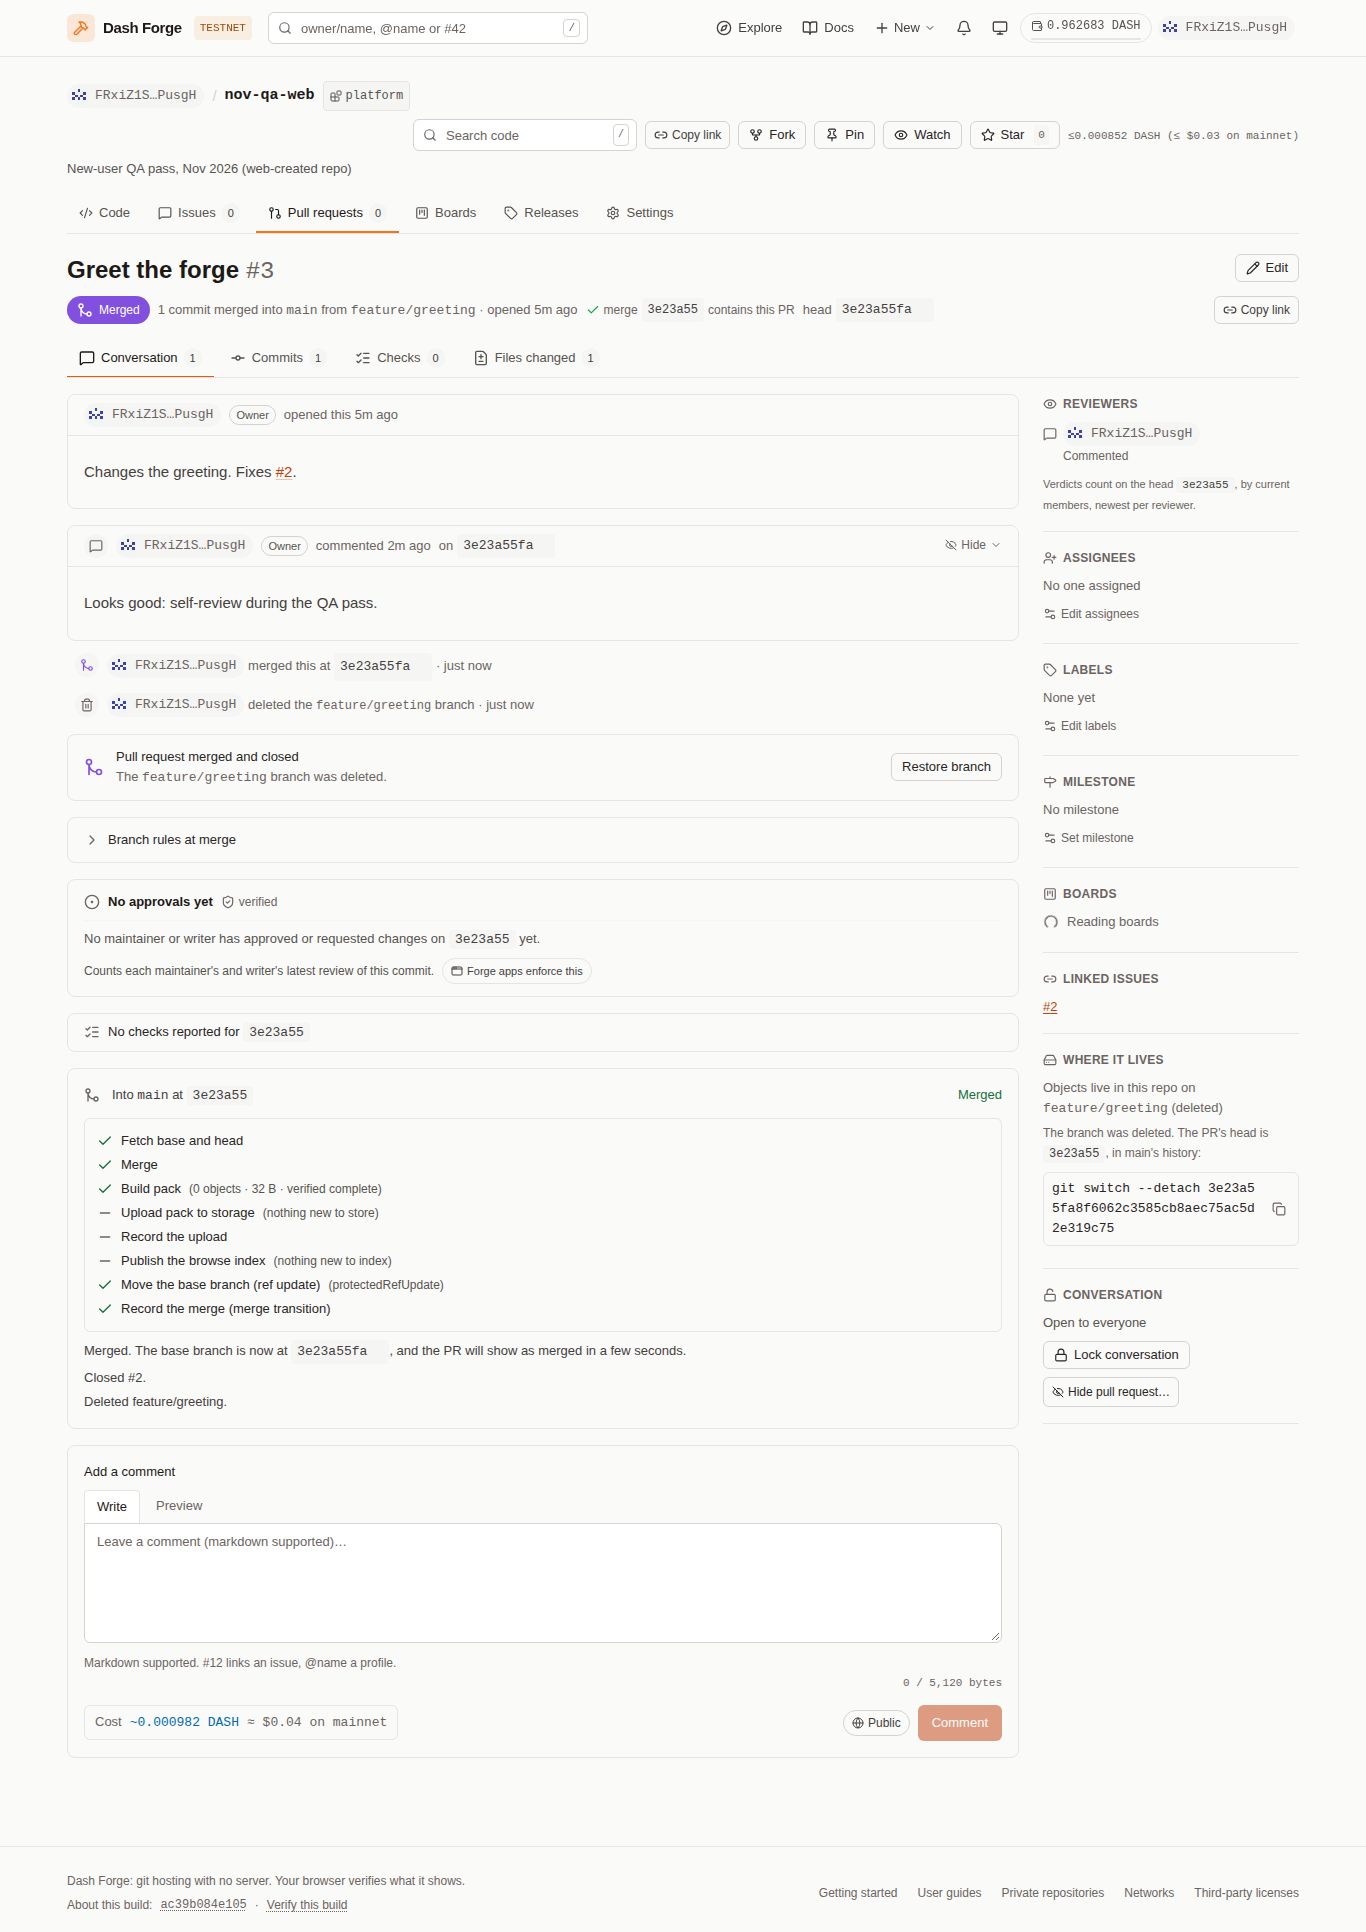 Dash Forge TESTNET owner/name, @name or #42 / Explore Docs New 0.962683 DASH FRxiZ1S…PusgH
FRxiZ1S…PusgH / nov-qa-web platform
Search code / Copy link Fork Pin Watch Star 0 ≤0.000852 DASH (≤ $0.03 on mainnet)
New-user QA pass, Nov 2026 (web-created repo)
Code Issues 0 Pull requests 0 Boards Releases Settings
Greet the forge #3 Edit
Merged 1 commit merged into main from feature/greeting · opened 5m ago merge 3e23a55 contains this PR head 3e23a55fa Copy link
Conversation 1 Commits 1 Checks 0 Files changed 1
FRxiZ1S…PusgH Owner opened this 5m ago
Changes the greeting. Fixes #2.
FRxiZ1S…PusgH Owner commented 2m ago on 3e23a55fa Hide
Looks good: self-review during the QA pass.
FRxiZ1S…PusgH merged this at 3e23a55fa · just now
FRxiZ1S…PusgH deleted the feature/greeting branch · just now
Pull request merged and closed
The feature/greeting branch was deleted.
Restore branch
Branch rules at merge
No approvals yet verified
No maintainer or writer has approved or requested changes on 3e23a55 yet.
Counts each maintainer's and writer's latest review of this commit. Forge apps enforce this
No checks reported for 3e23a55
Into main at 3e23a55 Merged
Fetch base and head
Merge
Build pack (0 objects · 32 B · verified complete)
Upload pack to storage (nothing new to store)
Record the upload
Publish the browse index (nothing new to index)
Move the base branch (ref update) (protectedRefUpdate)
Record the merge (merge transition)
Merged. The base branch is now at 3e23a55fa, and the PR will show as merged in a few seconds.
Closed #2.
Deleted feature/greeting.
Add a comment
Write Preview
Leave a comment (markdown supported)…
Markdown supported. #12 links an issue, @name a profile.
0 / 5,120 bytes
Cost ~0.000982 DASH ≈ $0.04 on mainnet Public Comment
REVIEWERS
FRxiZ1S…PusgH
Commented
Verdicts count on the head 3e23a55, by current
members, newest per reviewer.
ASSIGNEES
No one assigned
Edit assignees
LABELS
None yet
Edit labels
MILESTONE
No milestone
Set milestone
BOARDS
Reading boards
LINKED ISSUES
#2
WHERE IT LIVES
Objects live in this repo on
feature/greeting (deleted)
The branch was deleted. The PR's head is
3e23a55, in main's history:
git switch --detach 3e23a5
5fa8f6062c3585cb8aec75ac5d
2e319c75
CONVERSATION
Open to everyone
Lock conversation
Hide pull request…
Dash Forge: git hosting with no server. Your browser verifies what it shows.
About this build: ac39b084e105 · Verify this build
Getting started User guides Private repositories Networks Third-party licenses